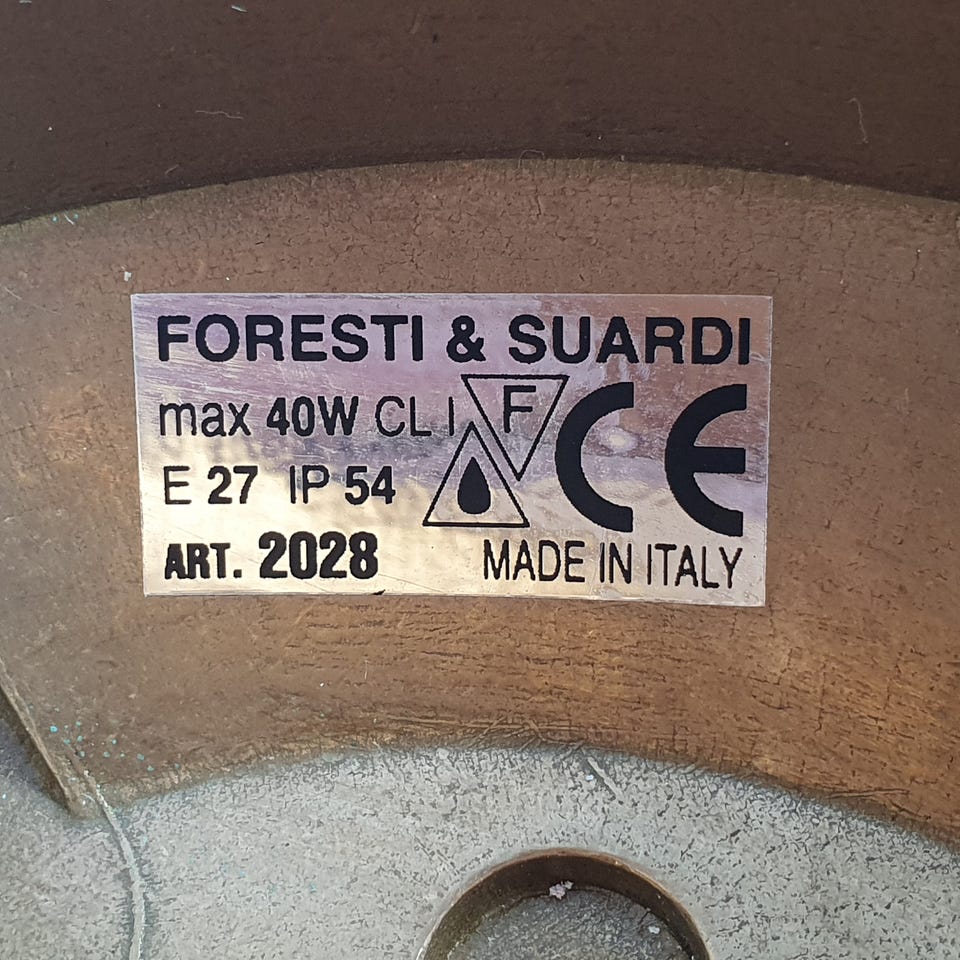 FORESTI & SUARDI
max 40W CL I F CE
E 27 IP 54
ART. 2028 MADE IN ITALY